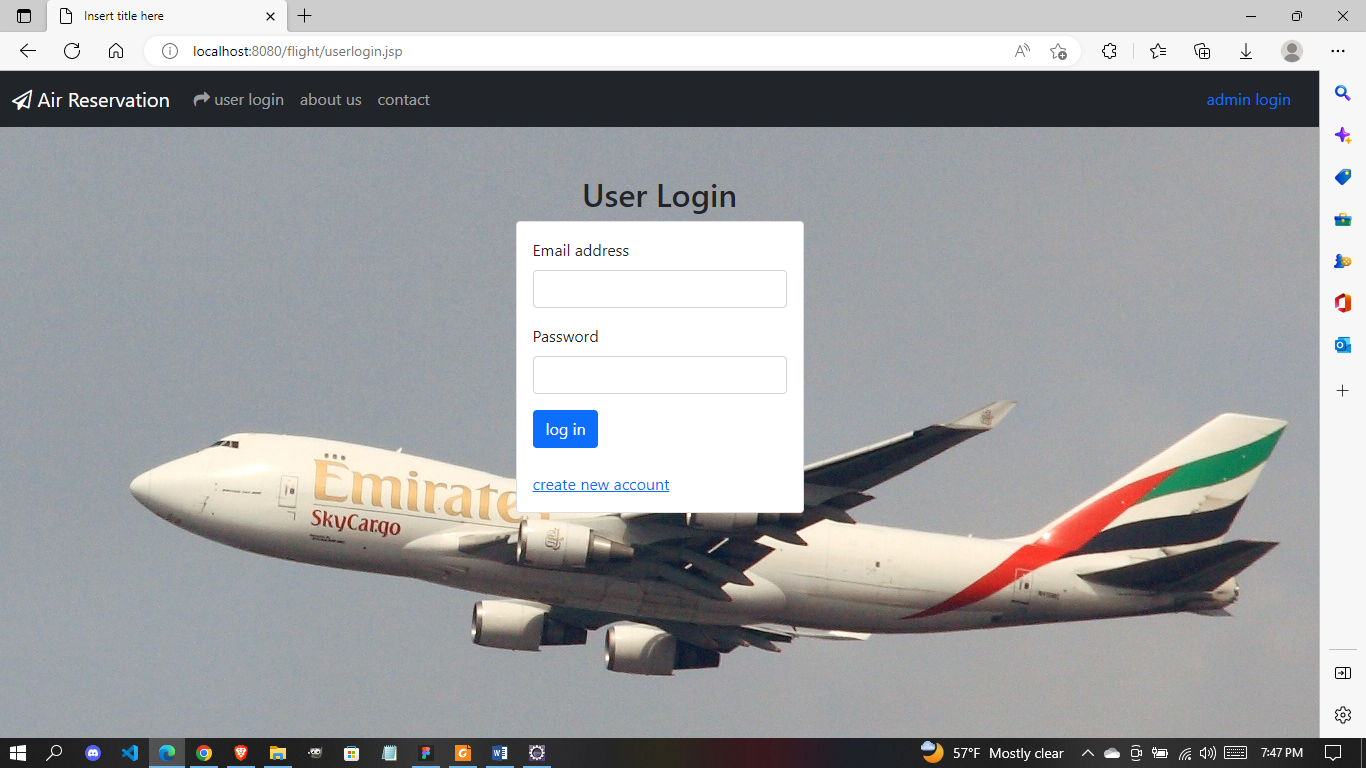 Insert title here
localhost:8080/flight/userlogin.jsp
Air Reservation
user login
about us
contact
admin login
User Login
Email address
Password
log in
create new account
Emirates
SkyCargo
57°F Mostly clear
7:47 PM